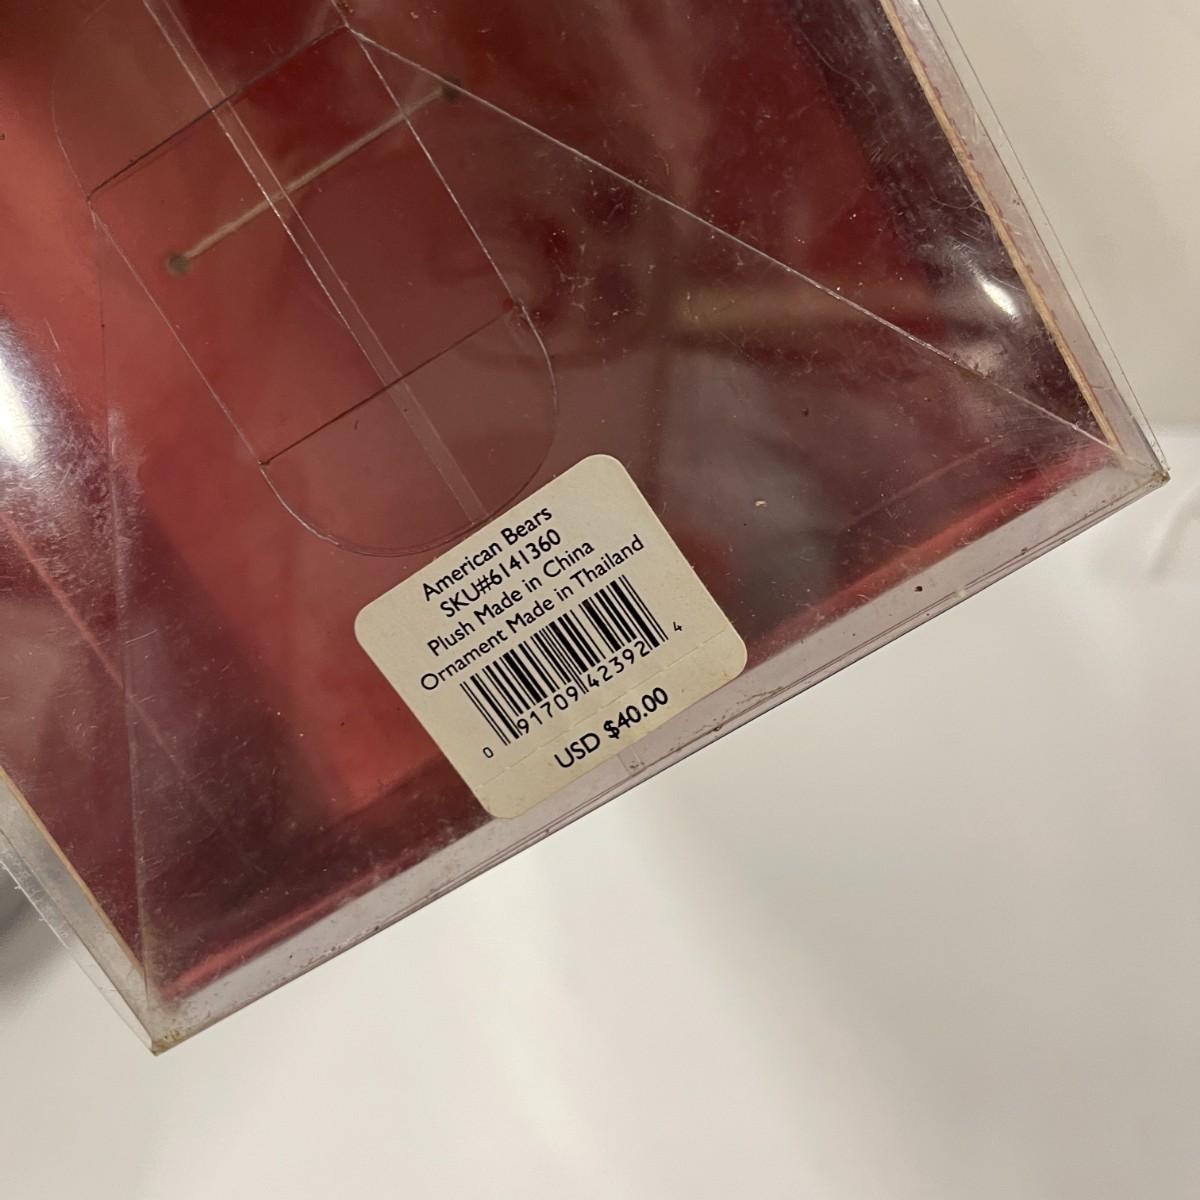 American Bears
SKU#6141360
Plush Made in China
Ornament Made in Thailand
0 91709 42392 4
USD $40.00